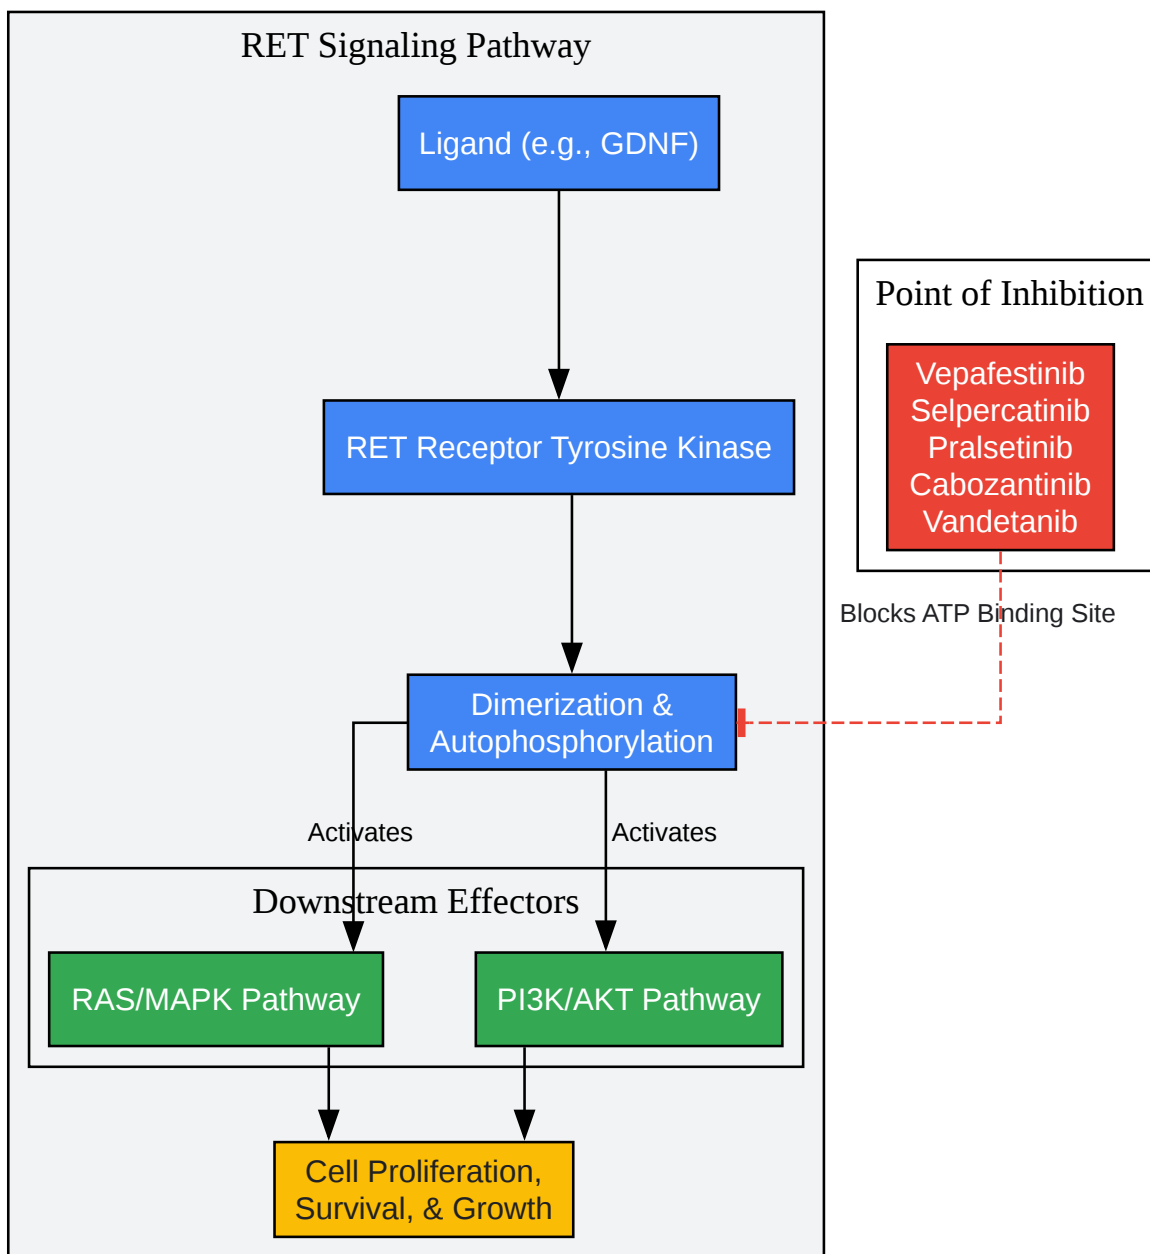 RET Signaling Pathway
Ligand (e.g., GDNF)
Point of Inhibition
Vepafestinib
Selpercatinib
Pralsetinib
Cabozantinib
Vandetanib
RET Receptor Tyrosine Kinase
Blocks ATP Binding Site
Dimerization &
Autophosphorylation
Activates
Activates
Downstream Effectors
RAS/MAPK Pathway
PI3K/AKT Pathway
Cell Proliferation,
Survival, & Growth